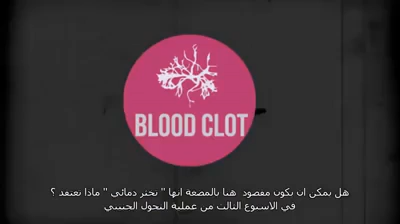 BLOOD CLOT
هل يمكن ان يكون مقصود هنا بالمضغة انها " تخثر دمائي " ماذا تعتقد ؟
في الاسبوع الثالث من عملية التحول الجنيني